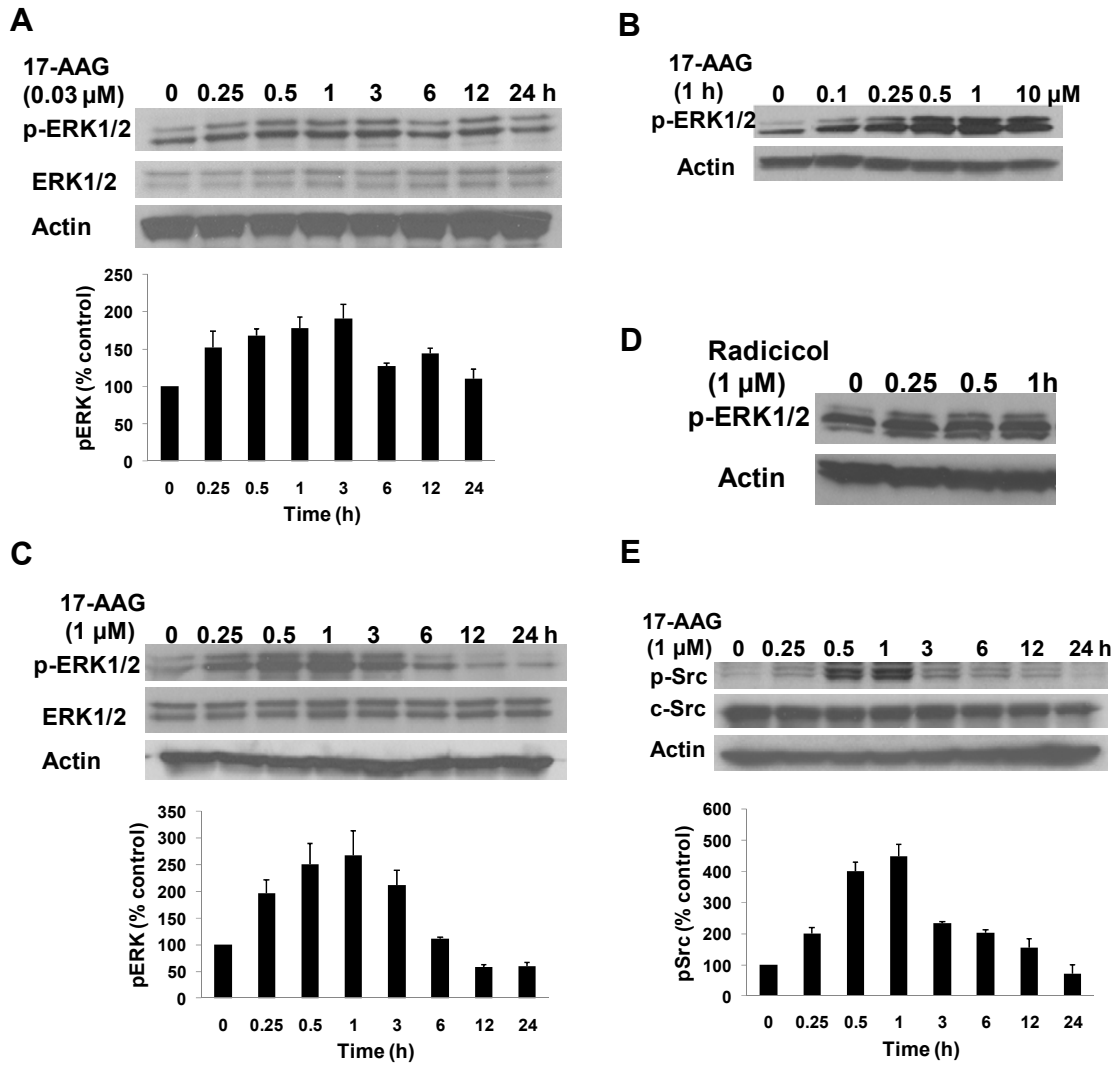 A
17-AAG
(0.03 µM) 0 0.25 0.5 1 3 6 12 24 h
p-ERK1/2
ERK1/2
Actin
250
200
150
100
50
0
pERK (% control)
0 0.25 0.5 1 3 6 12 24
Time (h)
B
17-AAG
(1 h) 0 0.1 0.25 0.5 1 10 µM
p-ERK1/2
Actin
D
Radicicol
(1 µM) 0 0.25 0.5 1h
p-ERK1/2
Actin
C
17-AAG
(1 µM) 0 0.25 0.5 1 3 6 12 24 h
p-ERK1/2
ERK1/2
Actin
350
300
250
200
150
100
50
0
pERK (% control)
0 0.25 0.5 1 3 6 12 24
Time (h)
E
17-AAG
(1 µM) 0 0.25 0.5 1 3 6 12 24 h
p-Src
c-Src
Actin
600
500
400
300
200
100
0
pSrc (% control)
0 0.25 0.5 1 3 6 12 24
Time (h)